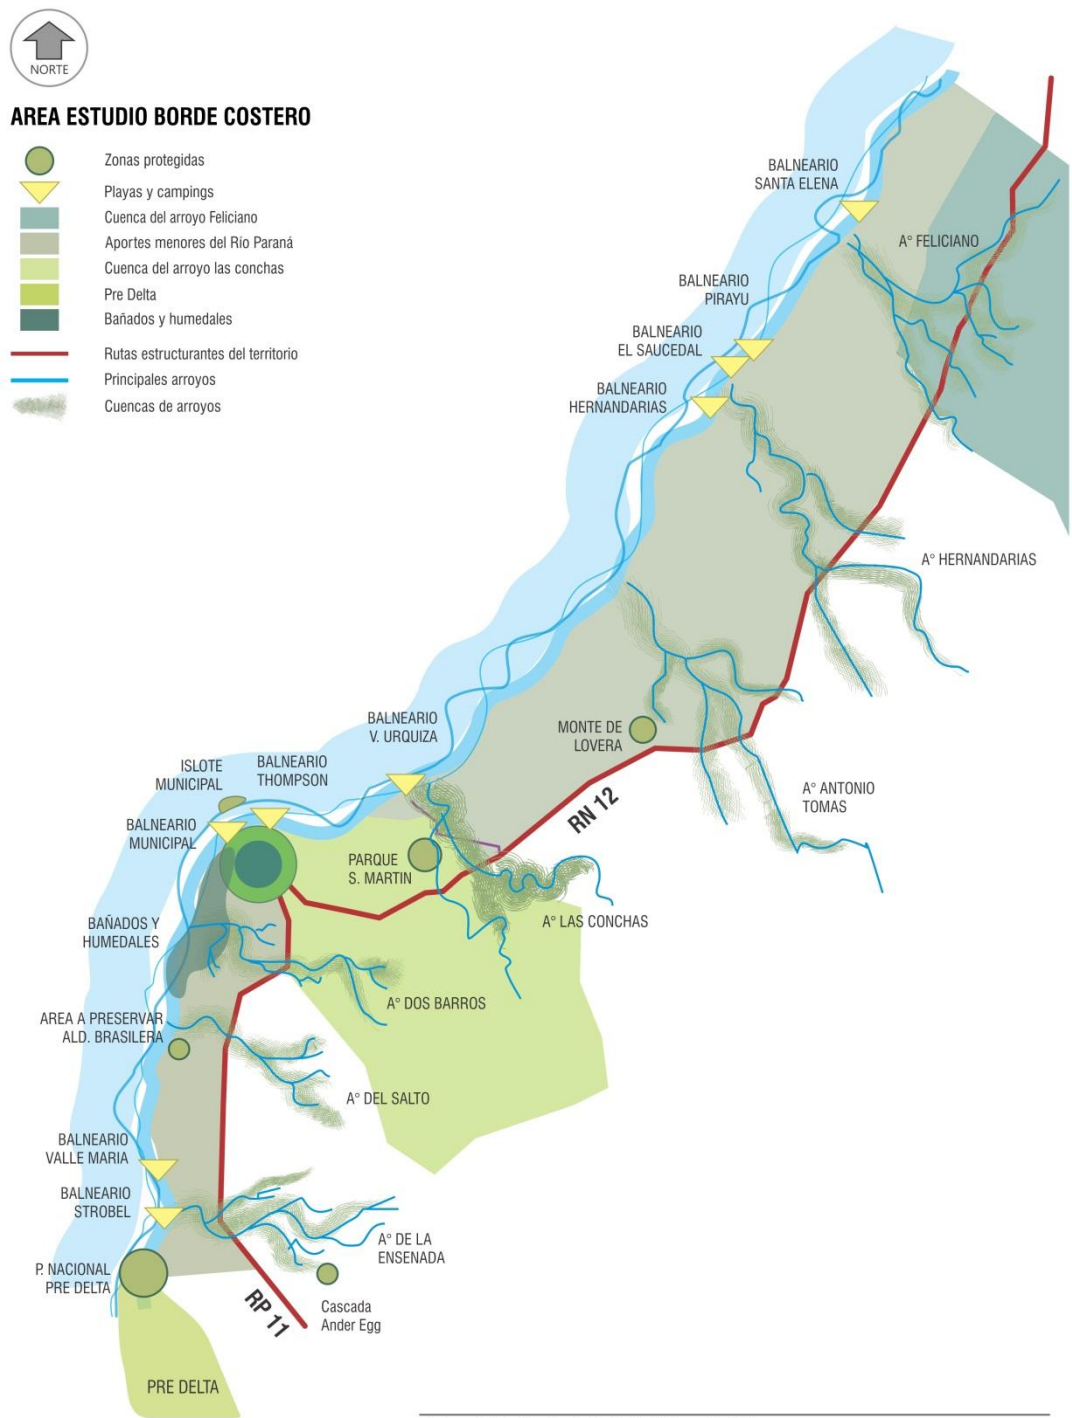 NORTE
AREA ESTUDIO BORDE COSTERO
Zonas protegidas
Playas y campings
Cuenca del arroyo Feliciano
Aportes menores del Río Paraná
Cuenca del arroyo las conchas
Pre Delta
Bañados y humedales
Rutas estructurantes del territorio
Principales arroyos
Cuencas de arroyos
BALNEARIO
SANTA ELENA
A° FELICIANO
BALNEARIO
PIRAYU
BALNEARIO
EL SAUCEDAL
BALNEARIO
HERNANDARIAS
A° HERNANDARIAS
BALNEARIO
V. URQUIZA
MONTE DE
LOVERA
ISLOTE
MUNICIPAL
BALNEARIO
THOMPSON
A° ANTONIO
TOMAS
RN 12
BALNEARIO
MUNICIPAL
PARQUE
S. MARTIN
A° LAS CONCHAS
BAÑADOS Y
HUMEDALES
A° DOS BARROS
AREA A PRESERVAR
ALD. BRASILERA
A° DEL SALTO
BALNEARIO
VALLE MARIA
BALNEARIO
STROBEL
A° DE LA
ENSENADA
P. NACIONAL
PRE DELTA
RP 11
Cascada
Ander Egg
PRE DELTA